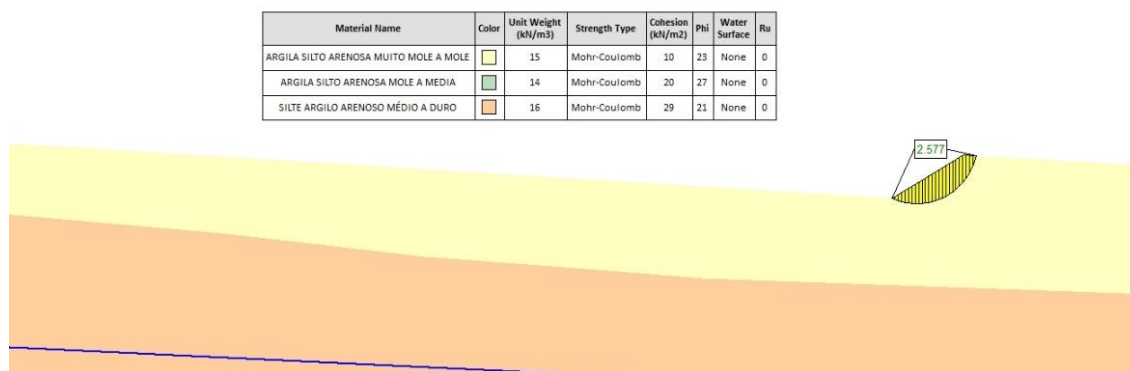 Material Name Color Unit Weight (kN/m3) Strength Type Cohesion (kN/m2) Phi Water Surface Ru
ARGILA SILTO ARENOSA MUITO MOLE A MOLE 15 Mohr-Coulomb 10 23 None 0
ARGILA SILTO ARENOSA MOLE A MEDIA 14 Mohr-Coulomb 20 27 None 0
SILTE ARGILO ARENOSO MÉDIO A DURO 16 Mohr-Coulomb 29 21 None 0
2.577